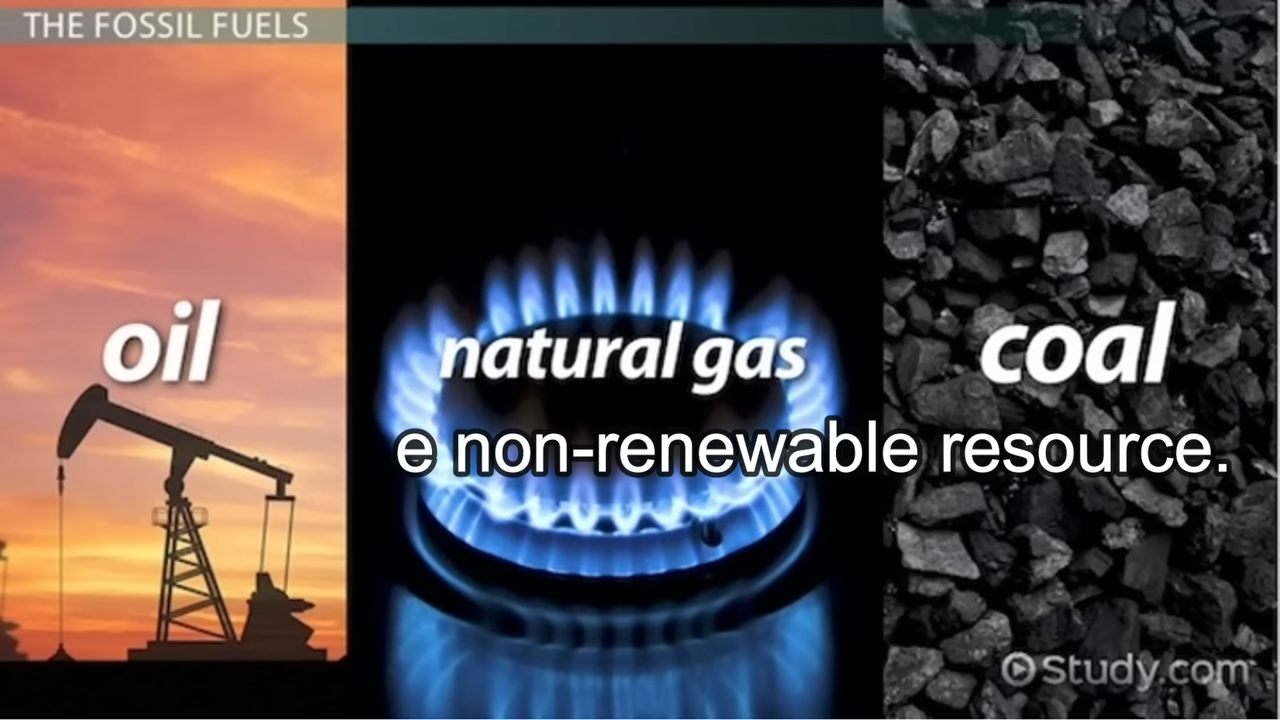 THE FOSSIL FUELS
oil
natural gas
coal
e non-renewable resource.
Study.com